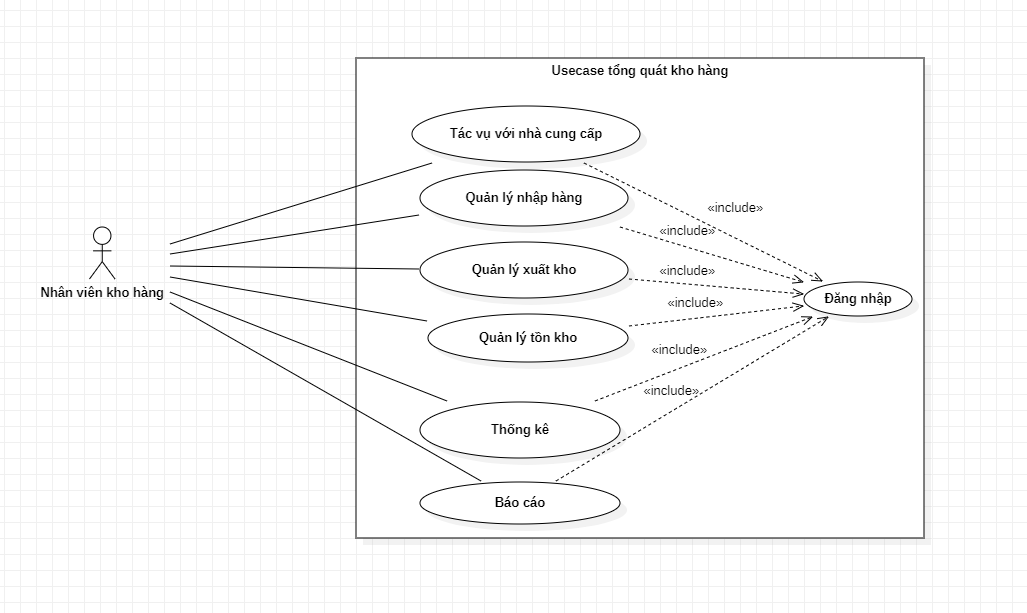 Usecase tổng quát kho hàng
Tác vụ với nhà cung cấp
Quản lý nhập hàng
«include»
«include»
Quản lý xuất kho
«include»
Nhân viên kho hàng
Đăng nhập
«include»
Quản lý tồn kho
«include»
«include»
Thống kê
Báo cáo